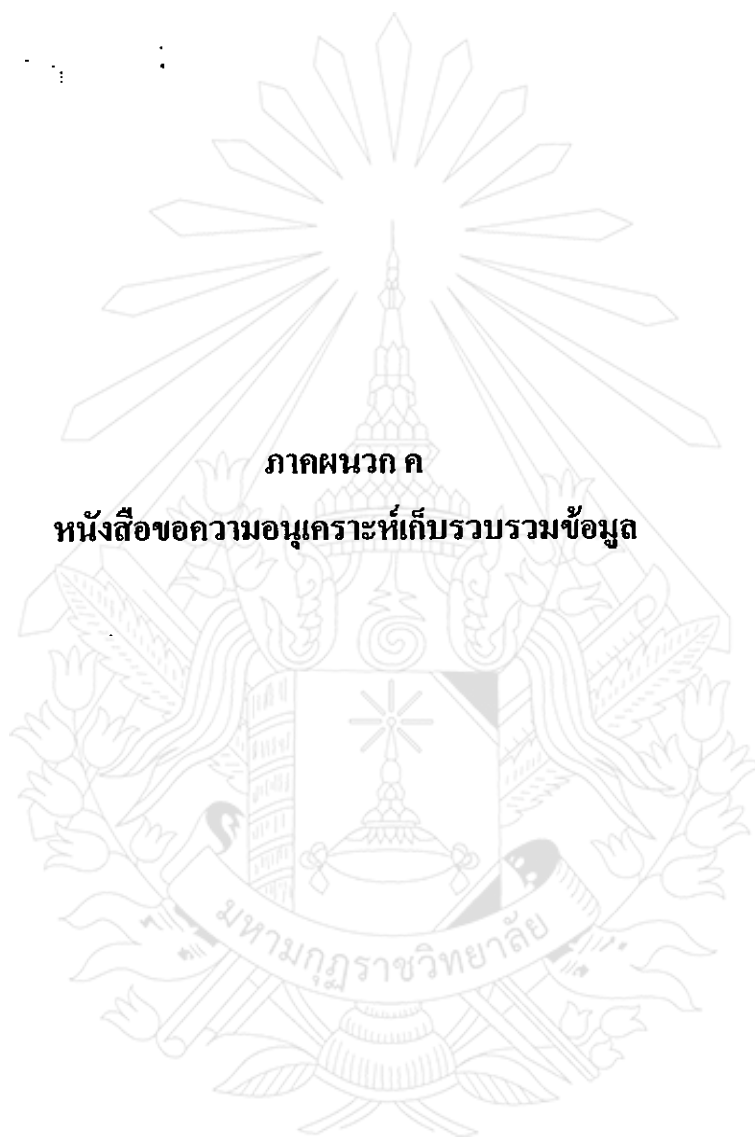 ภาคผนวก ค
หนังสือขอความอนุเคราะห์เก็บรวบรวมข้อมูล
มหามกุฏราชวิทยาลัย